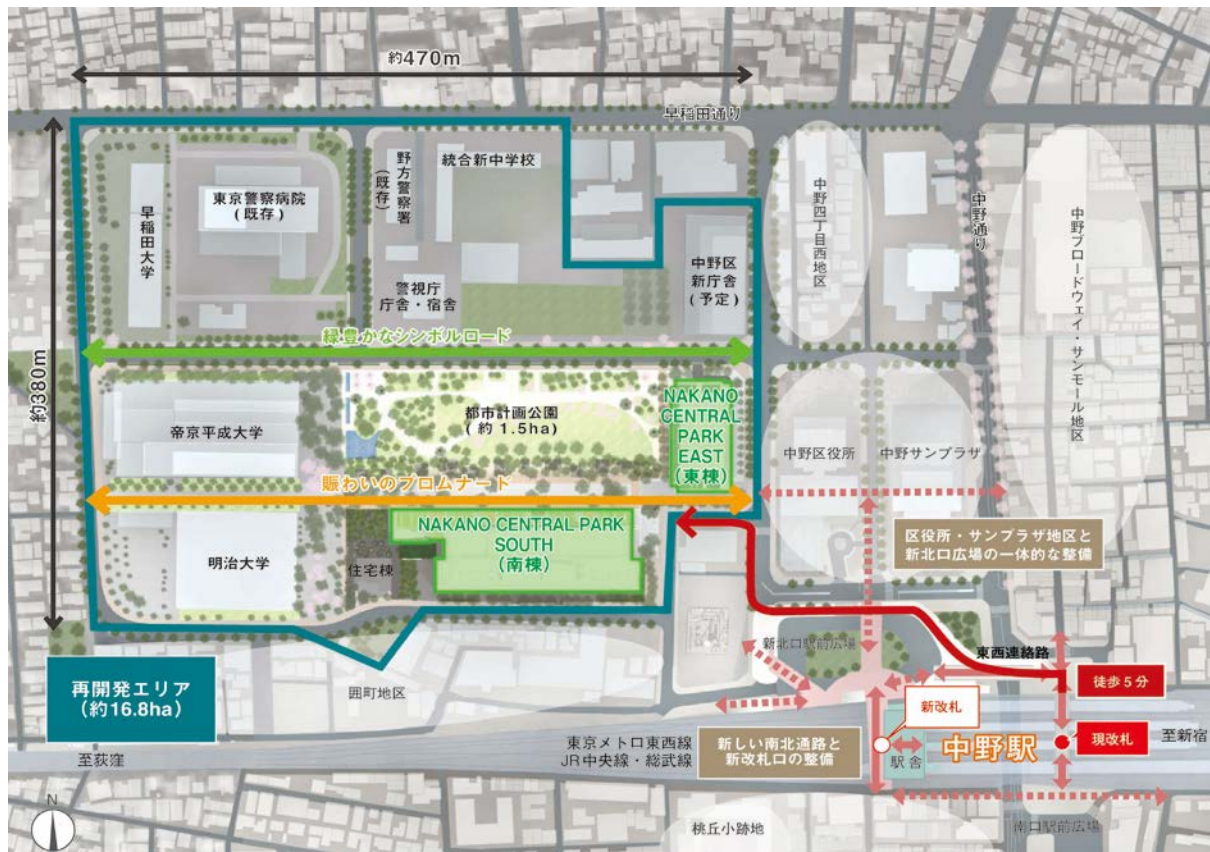 約470m
早稲田通り
約380m
早稲田大学
東京警察病院
(既存)
野方警察署
(既存)
統合新中学校
警視庁
庁舎・宿舎
中野区
新庁舎
(予定)
中野四丁目西地区
中野通り
中野ブロードウェイ・サンモール地区
緑豊かなシンボルロード
帝京平成大学
都市計画公園
(約1.5ha)
NAKANO
CENTRAL
PARK
EAST
(東棟)
中野区役所
中野サンプラザ
賑わいのプロムナード
明治大学
住宅棟
NAKANO CENTRAL PARK
SOUTH
(南棟)
区役所・サンプラザ地区と
新北口広場の一体的な整備
新北口駅前広場
東西連絡路
徒歩5分
再開発エリア
(約16.8ha)
囲町地区
新改札
現改札
至新宿
至荻窪
東京メトロ東西線
JR中央線・総武線
新しい南北通路と
新改札口の整備
駅舎
中野駅
N
桃丘小跡地
南口駅前広場